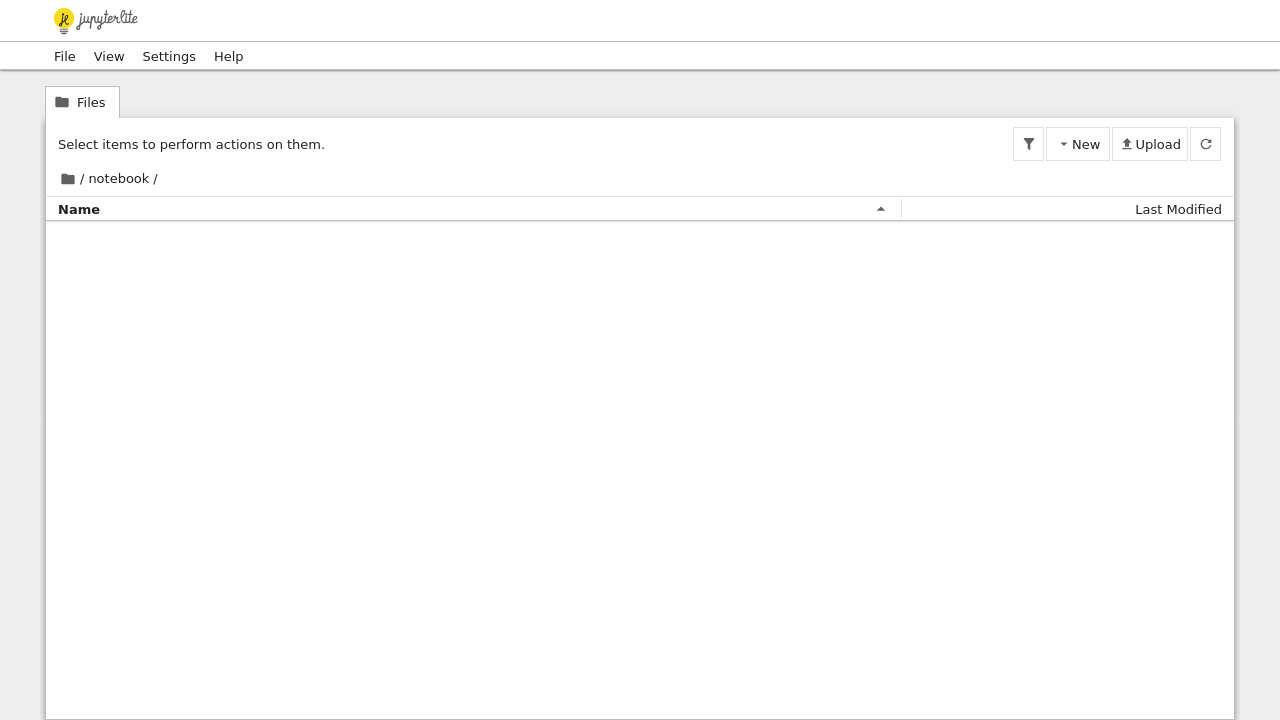 jupyterlite
File View Settings Help
Files
Select items to perform actions on them.
New Upload
/ notebook /
Name Last Modified